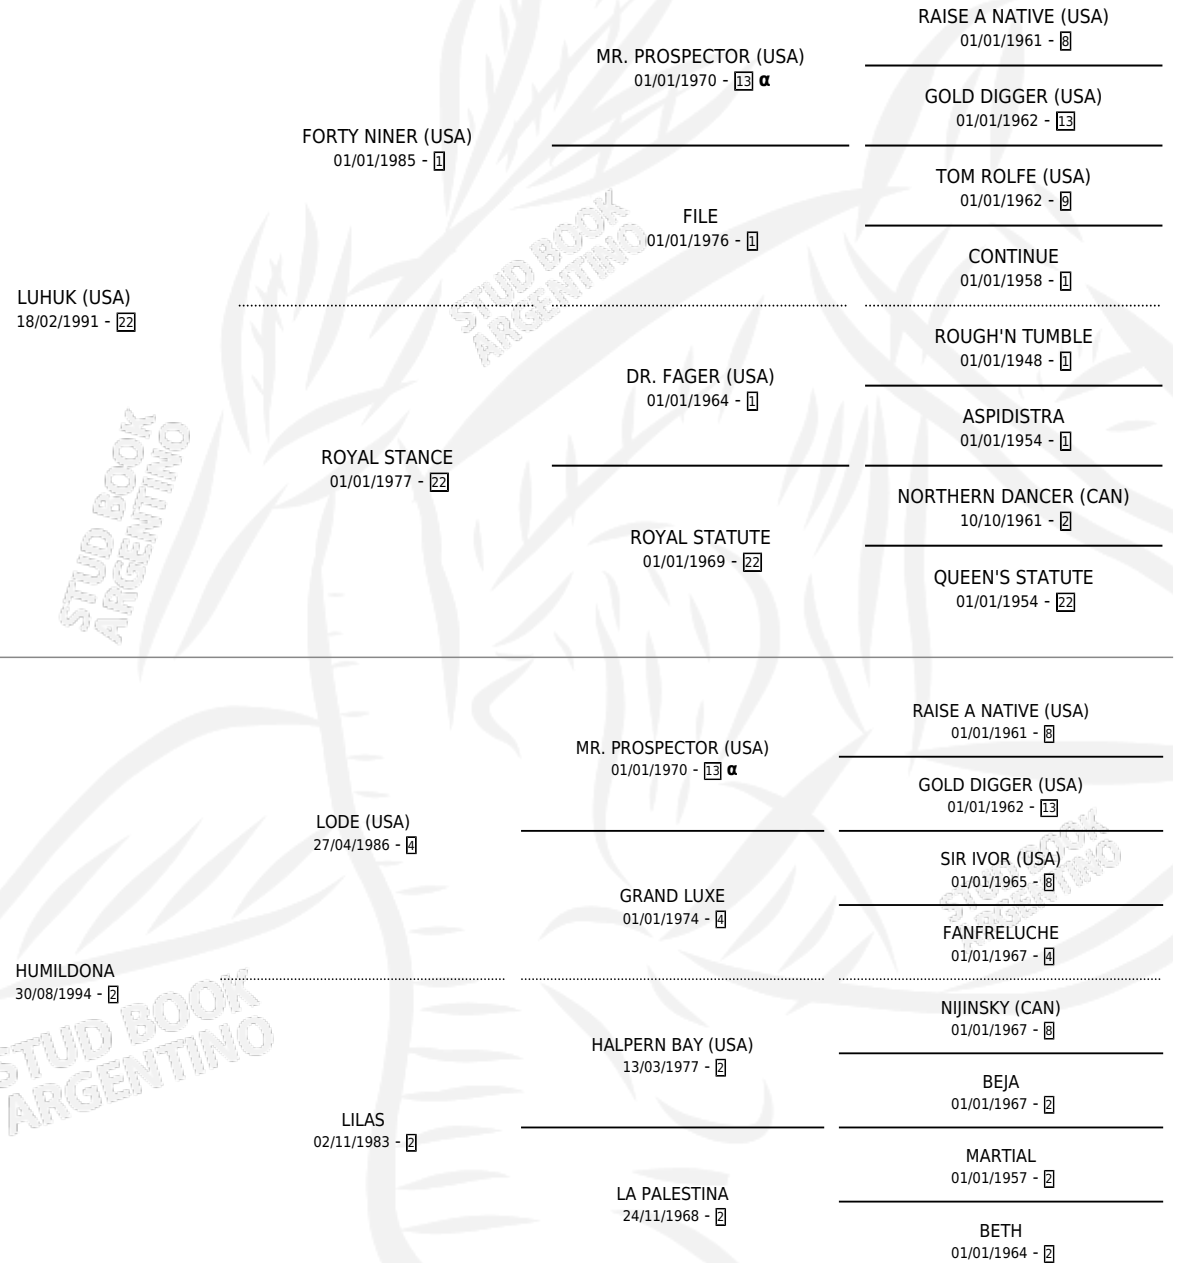 RAISE A NATIVE (USA)
01/01/1961 - 8
MR. PROSPECTOR (USA)
01/01/1970 - 13 α
GOLD DIGGER (USA)
01/01/1962 - 13
FORTY NINER (USA)
01/01/1985 - 1
TOM ROLFE (USA)
01/01/1962 - 9
FILE
01/01/1976 - 1
CONTINUE
01/01/1958 - 1
LUHUK (USA)
18/02/1991 - 22
ROUGH'N TUMBLE
01/01/1948 - 1
DR. FAGER (USA)
01/01/1964 - 1
ASPIDISTRA
01/01/1954 - 1
ROYAL STANCE
01/01/1977 - 22
NORTHERN DANCER (CAN)
10/10/1961 - 2
ROYAL STATUTE
01/01/1969 - 22
QUEEN'S STATUTE
01/01/1954 - 22
RAISE A NATIVE (USA)
01/01/1961 - 8
MR. PROSPECTOR (USA)
01/01/1970 - 13 α
GOLD DIGGER (USA)
01/01/1962 - 13
LODE (USA)
27/04/1986 - 4
SIR IVOR (USA)
01/01/1965 - 8
GRAND LUXE
01/01/1974 - 4
FANFRELUCHE
01/01/1967 - 4
HUMILDONA
30/08/1994 - 2
NIJINSKY (CAN)
01/01/1967 - 8
HALPERN BAY (USA)
13/03/1977 - 2
BEJA
01/01/1967 - 2
LILAS
02/11/1983 - 2
MARTIAL
01/01/1957 - 2
LA PALESTINA
24/11/1968 - 2
BETH
01/01/1964 - 2
STUD BOOK
ARGENTINO
STUD BOOK
ARGENTINO
STUD BOOK
ARGENTINO
STUD BOOK
ARGENTINO